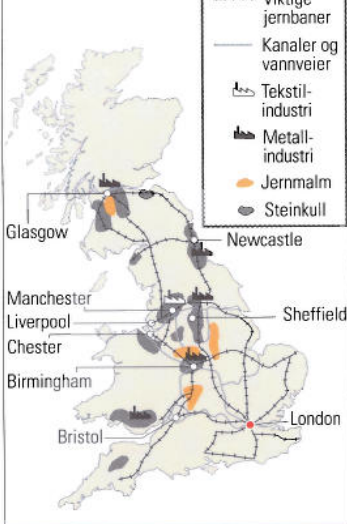 Viktige
jernbaner
Kanaler og
vannveier
Tekstil-
industri
Metall-
industri
Jernmalm
Steinkull
Glasgow
Newcastle
Manchester
Liverpool
Sheffield
Chester
Birmingham
London
Bristol